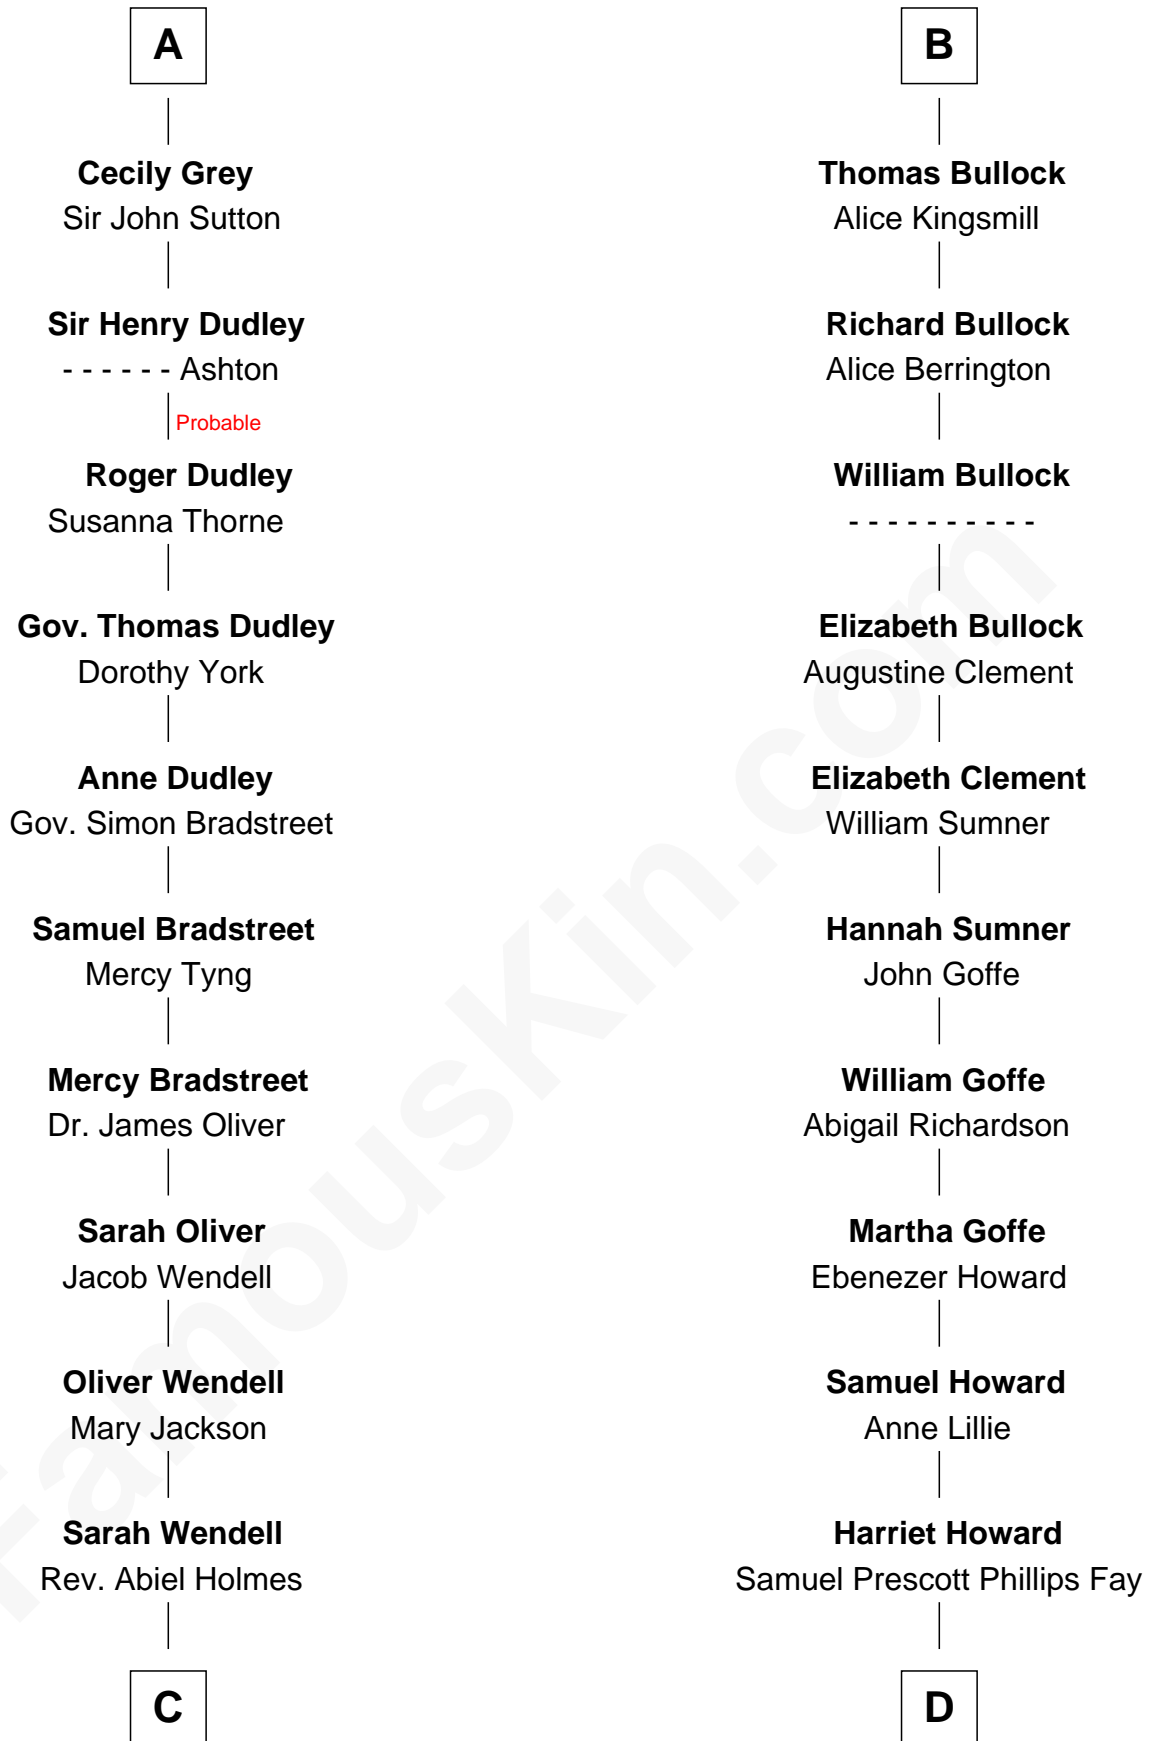 A
Cecily Grey
Sir John Sutton
Sir Henry Dudley
- - - - - - Ashton
Probable
Roger Dudley
Susanna Thorne
Gov. Thomas Dudley
Dorothy York
Anne Dudley
Gov. Simon Bradstreet
Samuel Bradstreet
Mercy Tyng
Mercy Bradstreet
Dr. James Oliver
Sarah Oliver
Jacob Wendell
Oliver Wendell
Mary Jackson
Sarah Wendell
Rev. Abiel Holmes
C
B
Thomas Bullock
Alice Kingsmill
Richard Bullock
Alice Berrington
William Bullock
- - - - - - - - - -
Elizabeth Bullock
Augustine Clement
Elizabeth Clement
William Sumner
Hannah Sumner
John Goffe
William Goffe
Abigail Richardson
Martha Goffe
Ebenezer Howard
Samuel Howard
Anne Lillie
Harriet Howard
Samuel Prescott Phillips Fay
D
FamousKin.com